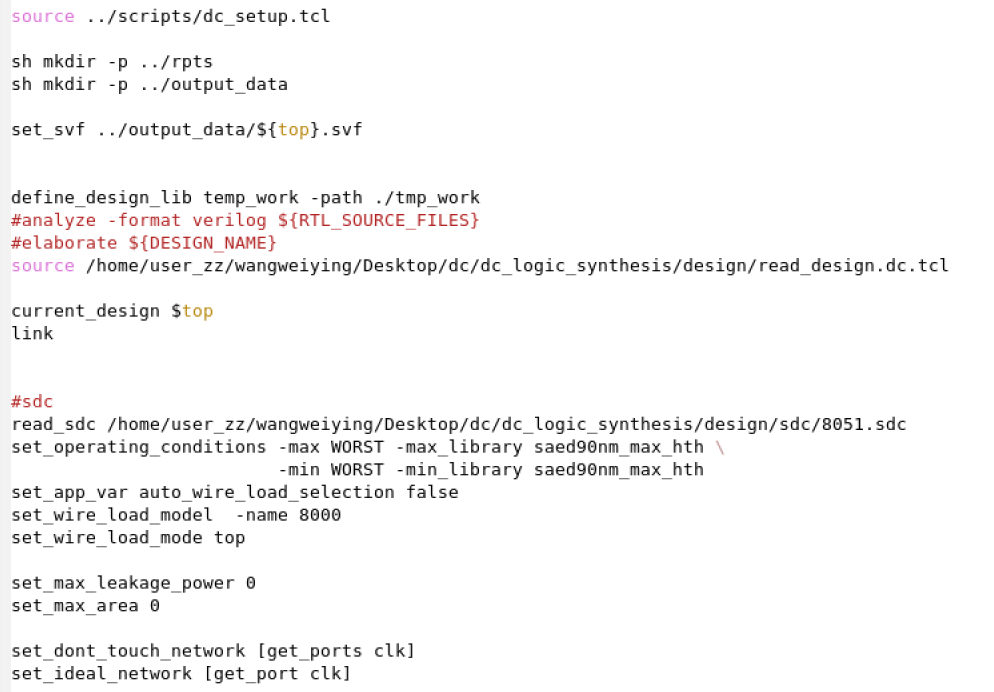 source ../scripts/dc_setup.tcl
sh mkdir -p ../rpts
sh mkdir -p ../output_data
set_svf ../output_data/${top}.svf
define_design_lib temp_work -path ./tmp_work
#analyze -format verilog ${RTL_SOURCE_FILES}
#elaborate ${DESIGN_NAME}
source /home/user_zz/wangweiying/Desktop/dc/dc_logic_synthesis/design/read_design.dc.tcl
current_design $top
link
#sdc
read_sdc /home/user_zz/wangweiying/Desktop/dc/dc_logic_synthesis/design/sdc/8051.sdc
set_operating_conditions -max WORST -max_library saed90nm_max_hth \
                         -min WORST -min_library saed90nm_max_hth
set_app_var auto_wire_load_selection false
set_wire_load_model  -name 8000
set_wire_load_mode top
set_max_leakage_power 0
set_max_area 0
set_dont_touch_network [get_ports clk]
set_ideal_network [get_port clk]